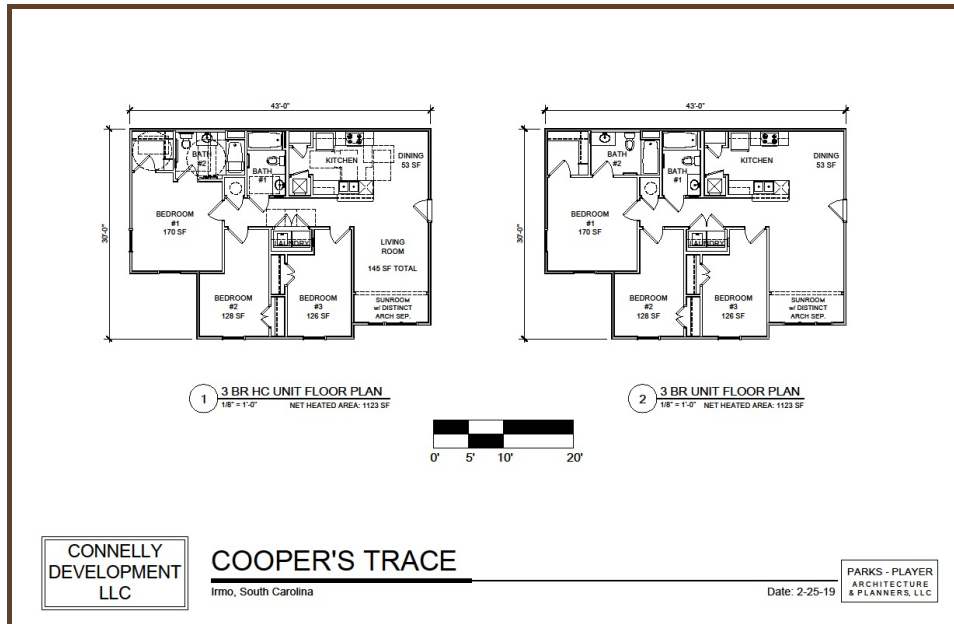 43'-0"
30'-0"
BATH
#2
BATH
#1
KITCHEN
DINING
53 SF
BEDROOM
#1
170 SF
LAUNDRY
LIVING
ROOM
145 SF TOTAL
BEDROOM
#2
128 SF
BEDROOM
#3
126 SF
SUNROOM
w/ DISTINCT
ARCH SEP.
1
3 BR HC UNIT FLOOR PLAN
1/8" = 1'-0" NET HEATED AREA: 1123 SF
43'-0"
30'-0"
BATH
#2
BATH
#1
KITCHEN
DINING
53 SF
BEDROOM
#1
170 SF
LAUNDRY
BEDROOM
#2
128 SF
BEDROOM
#3
126 SF
SUNROOM
w/ DISTINCT
ARCH SEP.
2
3 BR UNIT FLOOR PLAN
1/8" = 1'-0" NET HEATED AREA: 1123 SF
0' 5' 10' 20'
CONNELLY
DEVELOPMENT
LLC
COOPER'S TRACE
Irmo, South Carolina
Date: 2-25-19
PARKS - PLAYER
ARCHITECTURE
& PLANNERS, LLC